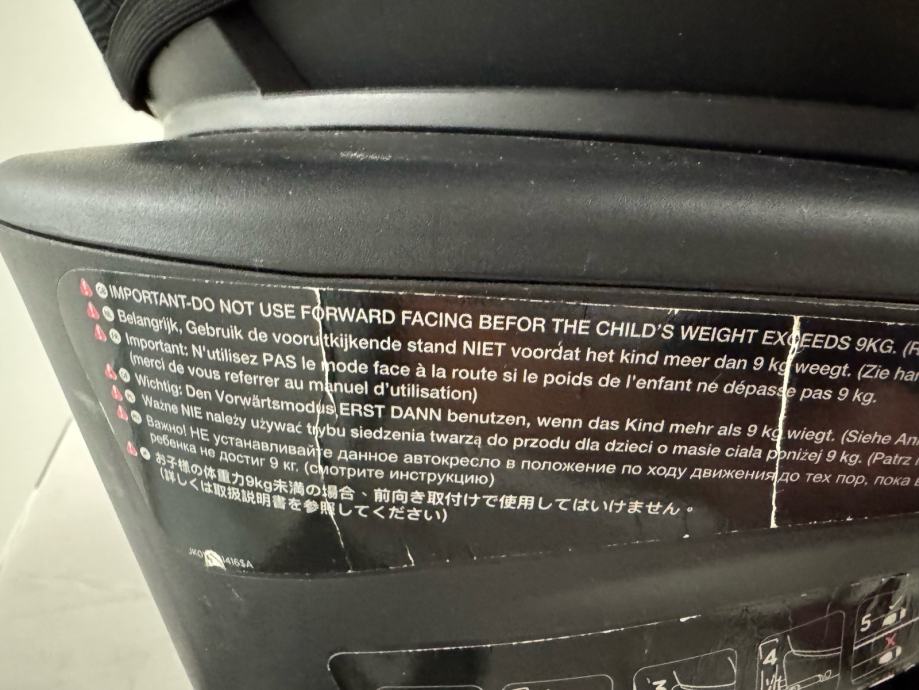 IMPORTANT-DO NOT USE FORWARD FACING BEFOR THE CHILD'S WEIGHT EXCEEDS 9KG. (R
Belangrijk, Gebruik de vooruitkijkende stand NIET voordat het kind meer dan 9 kg weegt. (Zie han
Important: N'utilisez PAS le mode face à la route si le poids de l'enfant ne dépasse pas 9 kg.
(merci de vous referrer au manuel d'utilisation)
Wichtig: Den Vorwärtsmodus ERST DANN benutzen, wenn das Kind mehr als 9 kg wiegt. (Siehe An
Ważne NIE należy używać trybu siedzenia twarzą do przodu dla dzieci o masie ciała poniżej 9 kg. (Patrz
Важно! НЕ устанавливайте данное автокресло в положение по ходу движения до тех пор, пока
ребенка не достиг 9 кг. (смотрите инструкцию)
お子様の体重力9kg未満の場合、前向き取付けで使用してはいけません。
(詳しくは取扱説明書を参照してください)
3
4
5